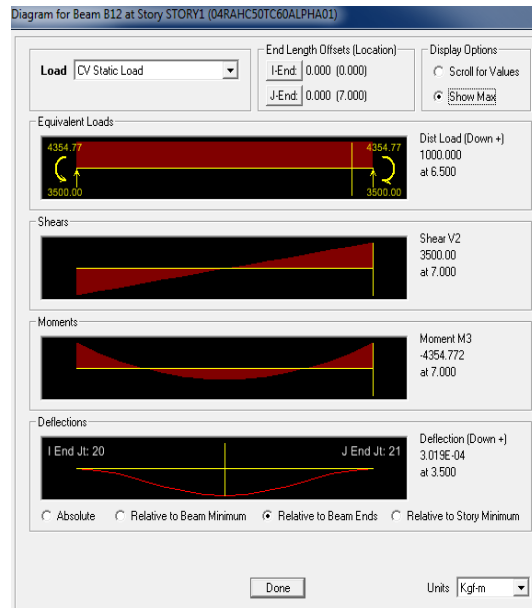 Diagram for Beam B12 at Story STORY1 (04RAHC50TC60ALPHA01)
Load CV Static Load
End Length Offsets (Location)
I-End: 0.000 (0.000)
J-End: 0.000 (7.000)
Display Options
Scroll for Values
Show Max
Equivalent Loads
4354.77 4354.77
3500.00 3500.00
Dist Load (Down +)
1000.000
at 6.500
Shears
Shear V2
3500.00
at 7.000
Moments
Moment M3
-4354.772
at 7.000
Deflections
I End Jt: 20 J End Jt: 21
Deflection (Down +)
3.019E-04
at 3.500
Absolute Relative to Beam Minimum Relative to Beam Ends Relative to Story Minimum
Done
Units Kgf-m